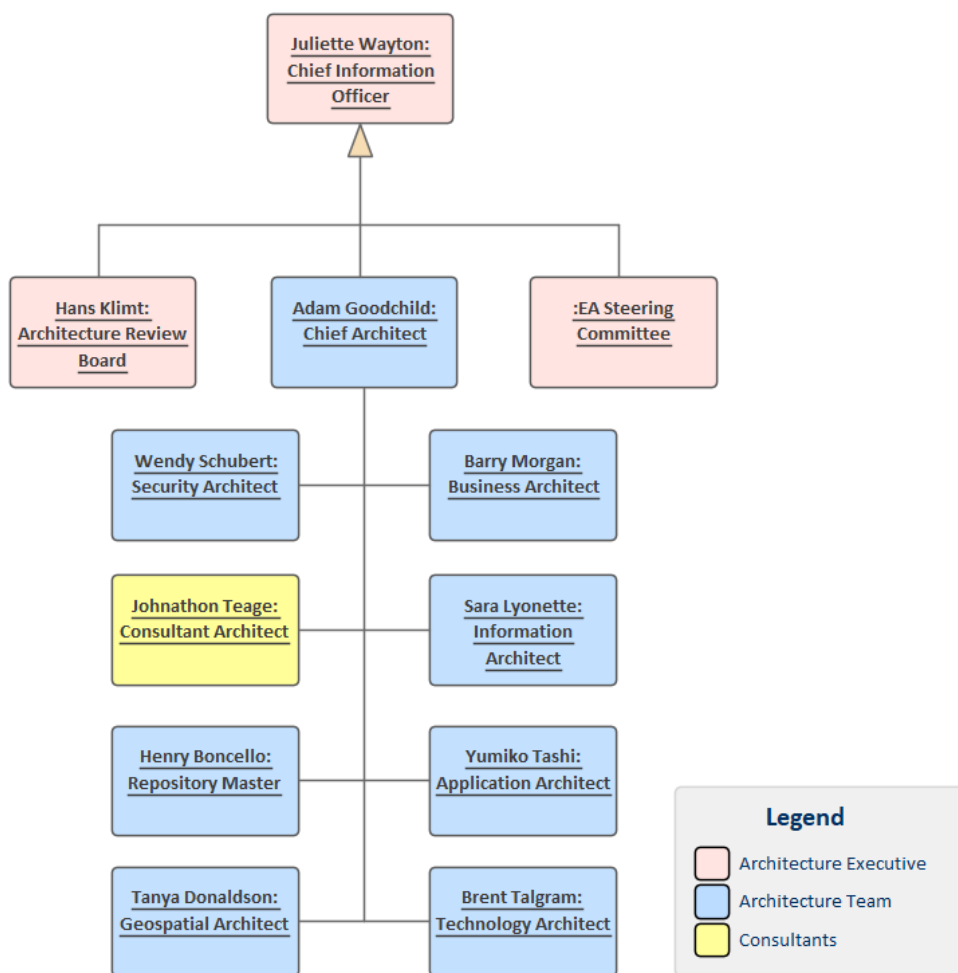 Juliette Wayton:
Chief Information
Officer
Hans Klimt:
Architecture Review
Board
Adam Goodchild:
Chief Architect
:EA Steering
Committee
Wendy Schubert:
Security Architect
Barry Morgan:
Business Architect
Johnathon Teage:
Consultant Architect
Sara Lyonette:
Information
Architect
Henry Boncello:
Repository Master
Yumiko Tashi:
Application Architect
Tanya Donaldson:
Geospatial Architect
Brent Talgram:
Technology Architect
Legend
Architecture Executive
Architecture Team
Consultants